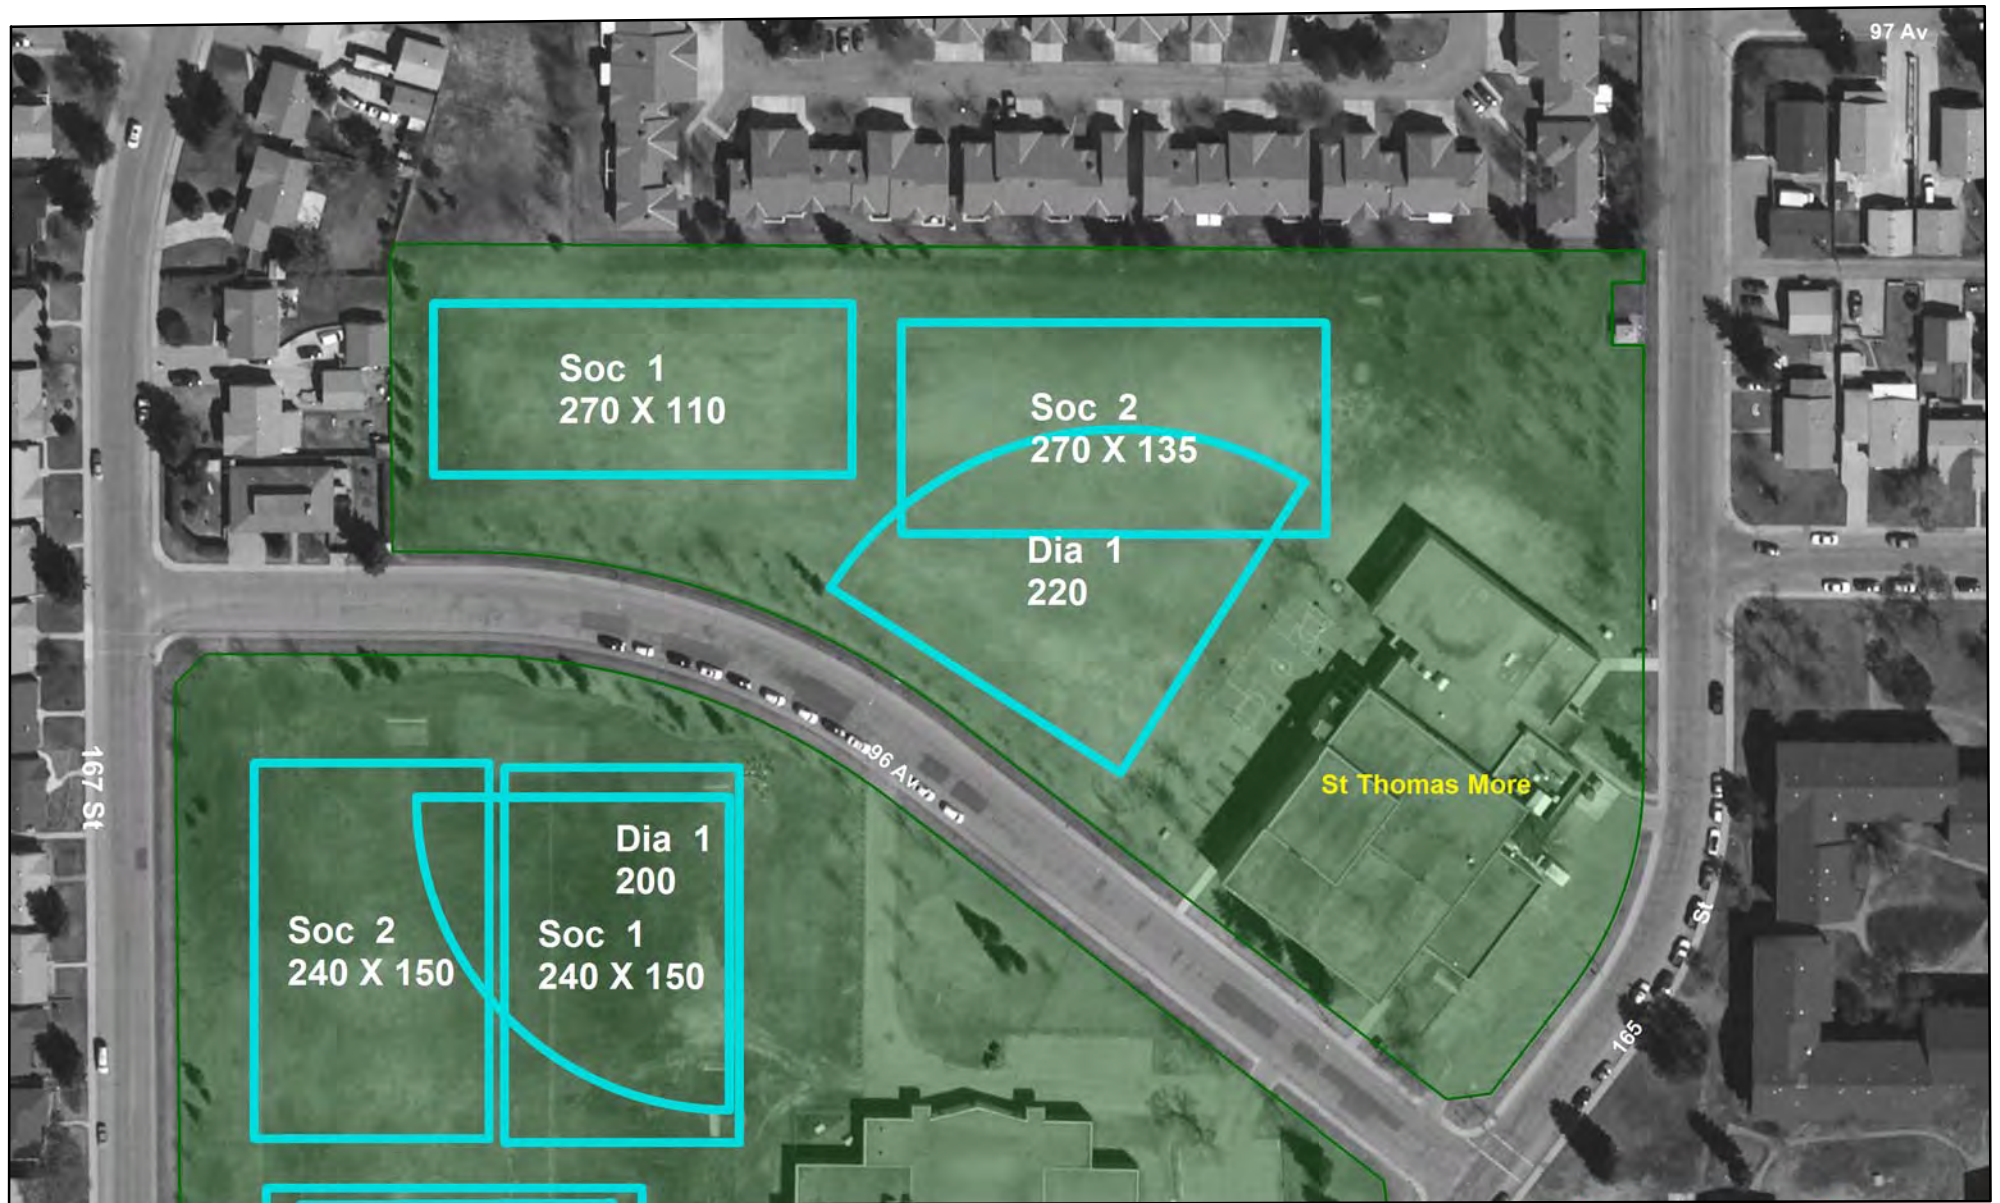 97 Av
Soc 1
270 X 110
Soc 2
270 X 135
Dia 1
220
St Thomas More
96 Av
167 St
Dia 1
200
Soc 2
240 X 150
Soc 1
240 X 150
St
165